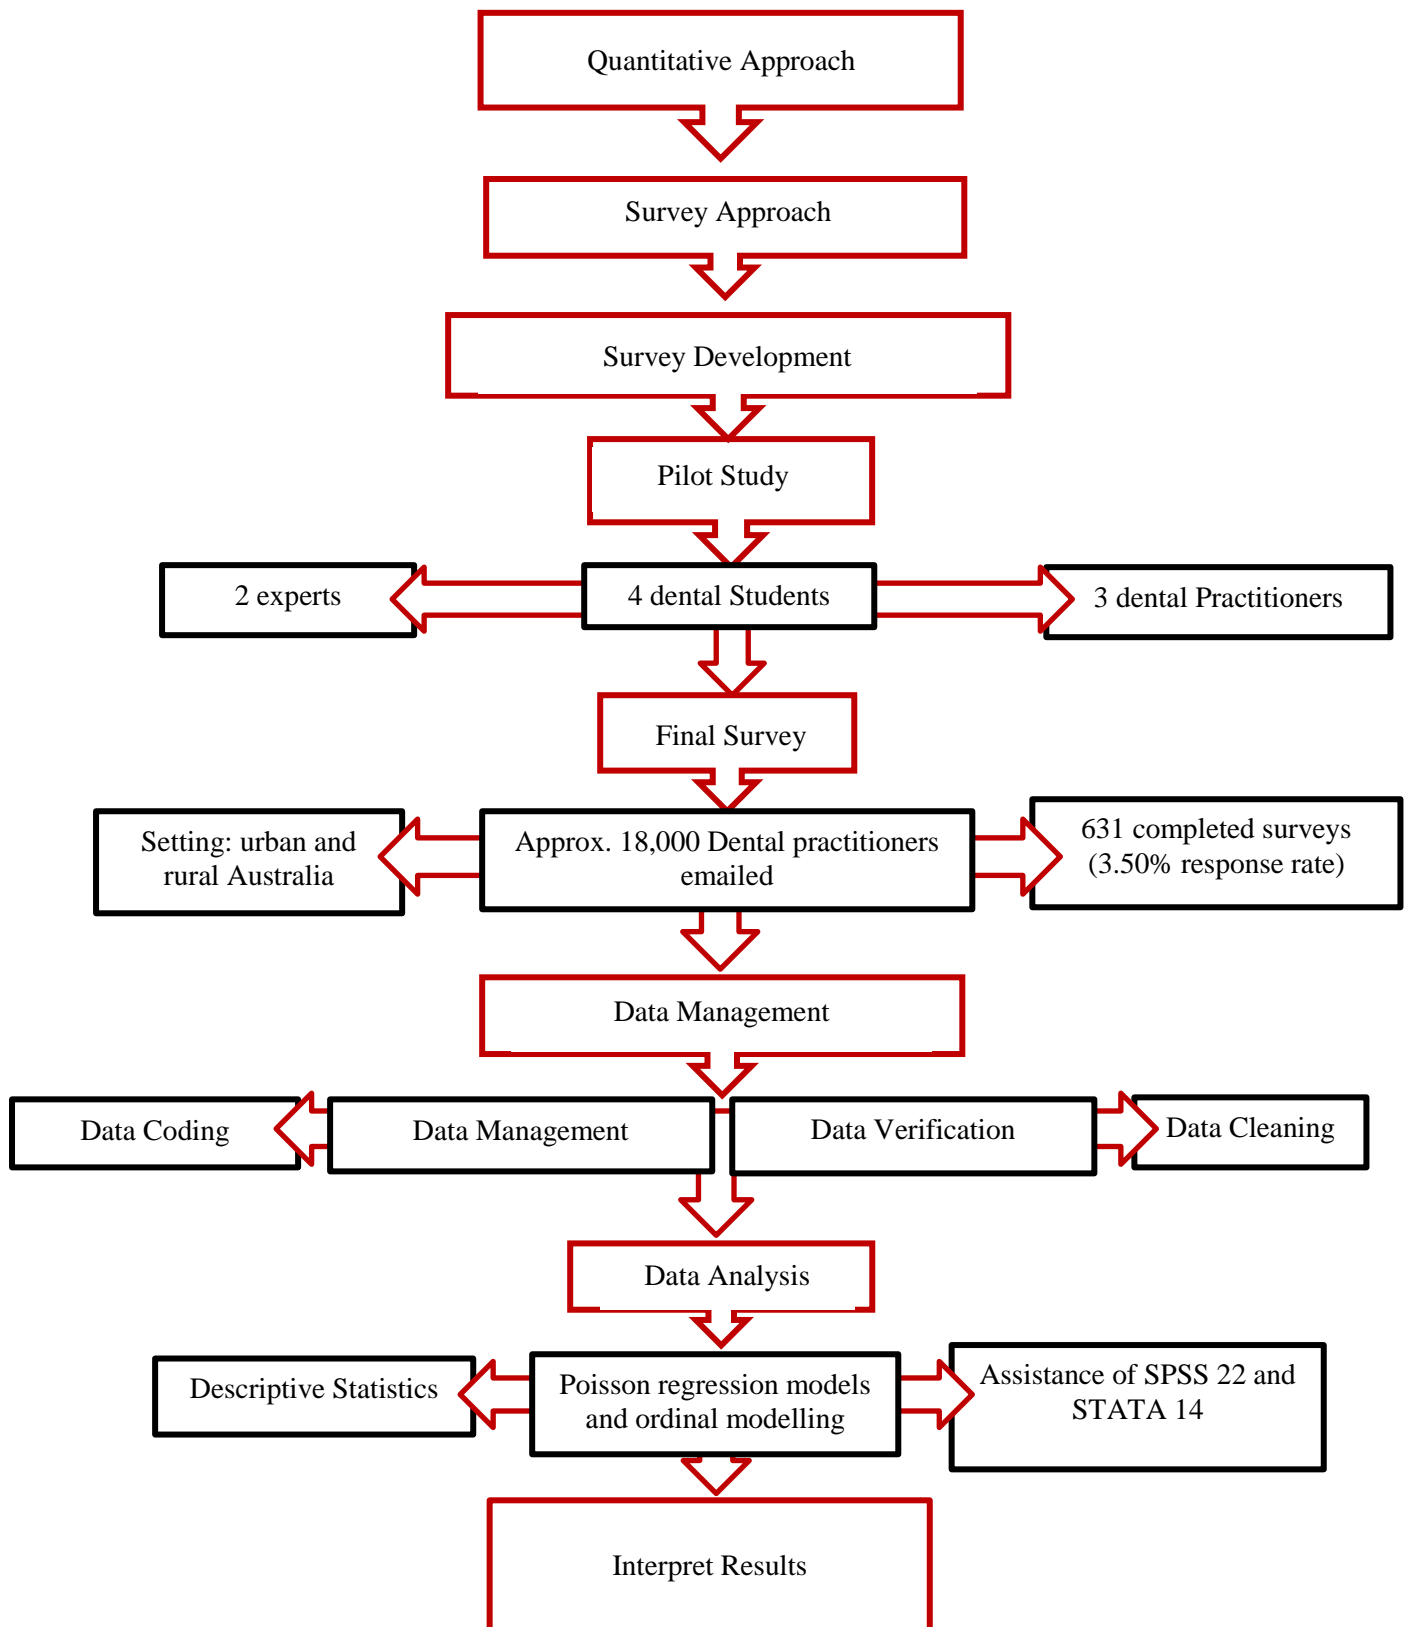 Quantitative Approach
Survey Approach
Survey Development
Pilot Study
2 experts
4 dental Students
3 dental Practitioners
Final Survey
Setting: urban and
rural Australia
Approx. 18,000 Dental practitioners
emailed
631 completed surveys
(3.50% response rate)
Data Management
Data Coding
Data Management
Data Verification
Data Cleaning
Data Analysis
Descriptive Statistics
Poisson regression models
and ordinal modelling
Assistance of SPSS 22 and
STATA 14
Interpret Results